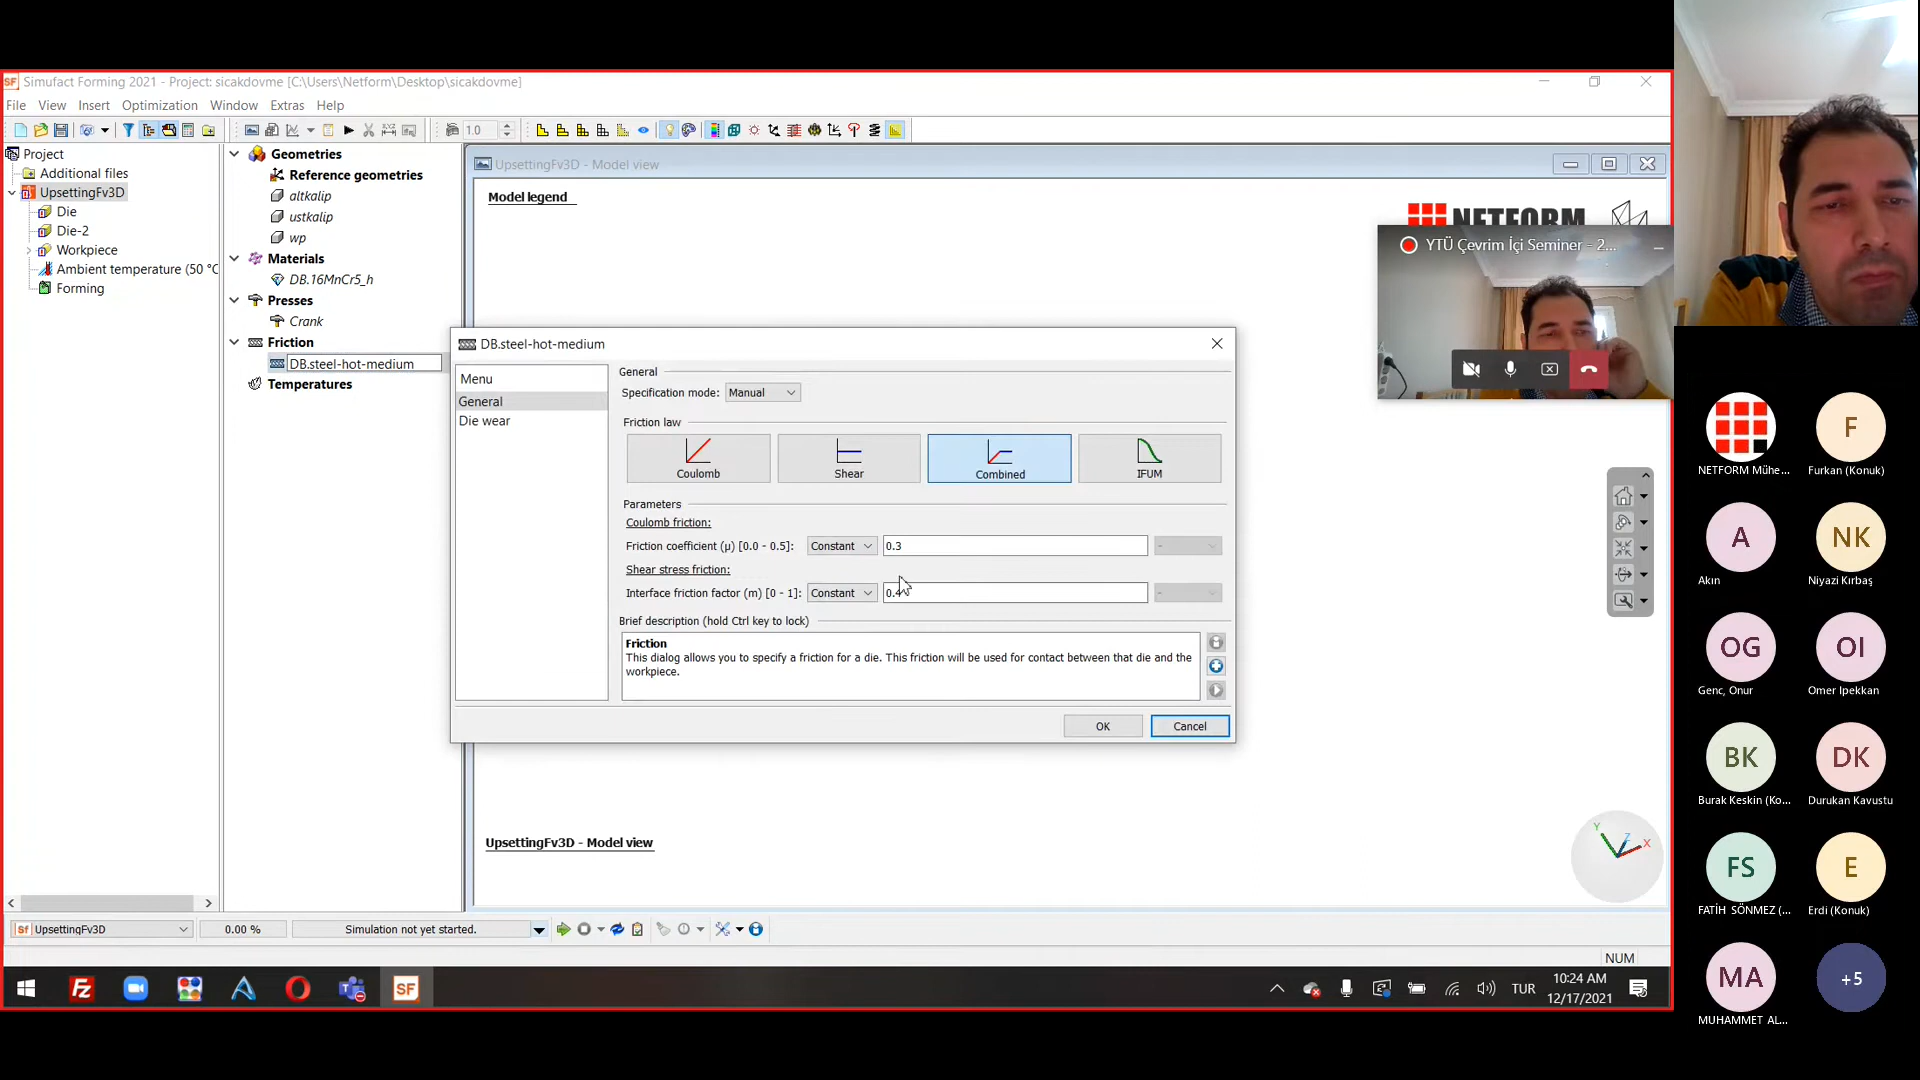 SF Simufact Forming 2021 - Project: sicakdovme [C:\Users\Netform\Desktop\sicakdovme]
File View Insert Optimization Window Extras Help
1.0
Project
Additional files
UpsettingFv3D
Die
Die-2
Workpiece
Ambient temperature (50 °C
Forming
Geometries
Reference geometries
altkalip
ustkalip
wp
Materials
DB.16MnCr5_h
Presses
Crank
Friction
DB.steel-hot-medium
Temperatures
UpsettingFv3D - Model view
Model legend
NETFORM
YTÜ Çevrim İçi Seminer - 2...
DB.steel-hot-medium
Menu
General
Die wear
General
Specification mode: Manual
Friction law
Coulomb
Shear
Combined
IFUM
Parameters
Coulomb friction:
Friction coefficient (µ) [0.0 - 0.5]: Constant 0.3 -
Shear stress friction:
Interface friction factor (m) [0 - 1]: Constant 0.4 -
Brief description (hold Ctrl key to lock)
Friction
This dialog allows you to specify a friction for a die. This friction will be used for contact between that die and the
workpiece.
OK
Cancel
UpsettingFv3D - Model view
Y
Z
X
Sf UpsettingFv3D
0.00 %
Simulation not yet started.
NUM
Fz
SF
TUR
10:24 AM
12/17/2021
NETFORM Mühe...
F
Furkan (Konuk)
A
Akın
NK
Niyazi Kırbaş
OG
Genc, Onur
OI
Omer Ipekkan
BK
Burak Keskin (Ko...
DK
Durukan Kavustu
FS
FATİH SÖNMEZ (...
E
Erdi (Konuk)
MA
MUHAMMET AL...
+5